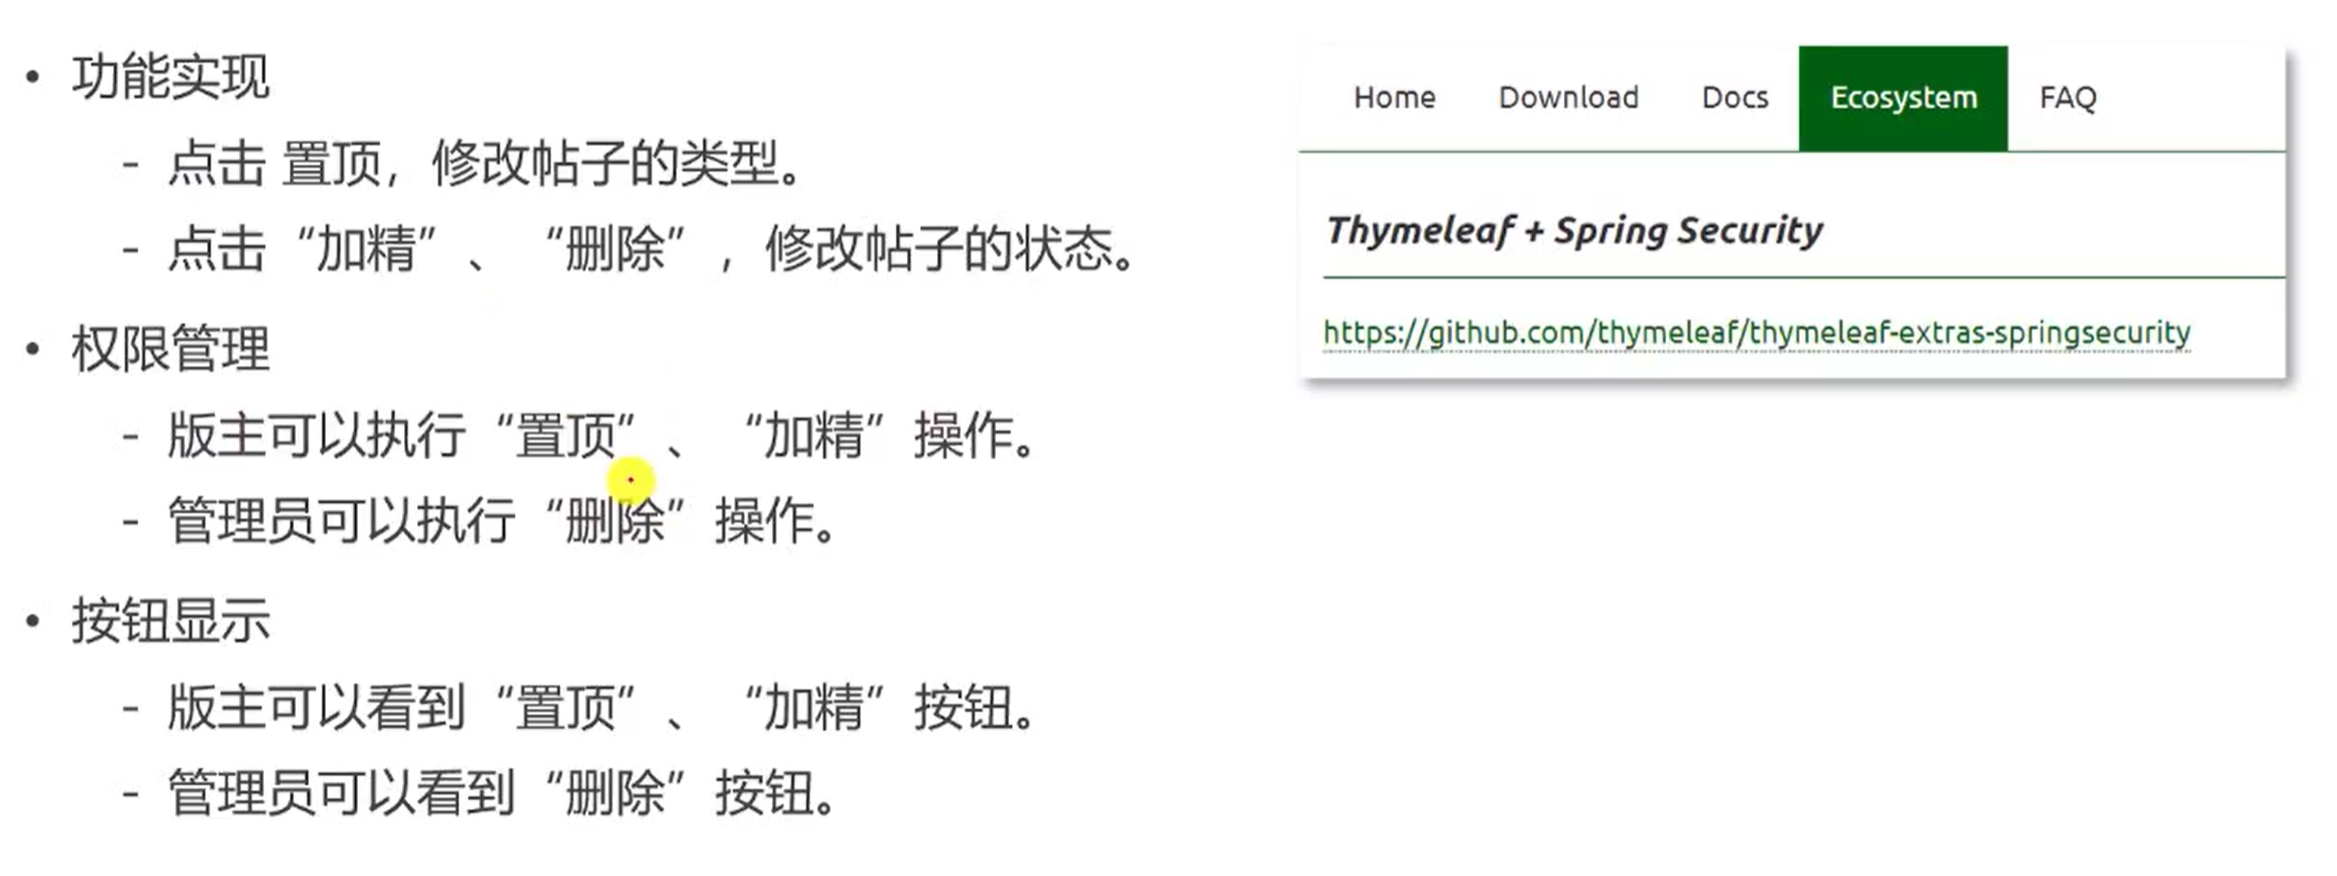 • 功能实现
- 点击 置顶，修改帖子的类型。
- 点击“加精”、“删除”，修改帖子的状态。
• 权限管理
- 版主可以执行“置顶”、“加精”操作。
- 管理员可以执行“删除”操作。
• 按钮显示
- 版主可以看到“置顶”、“加精”按钮。
- 管理员可以看到“删除”按钮。
Home Download Docs Ecosystem FAQ
Thymeleaf + Spring Security
https://github.com/thymeleaf/thymeleaf-extras-springsecurity